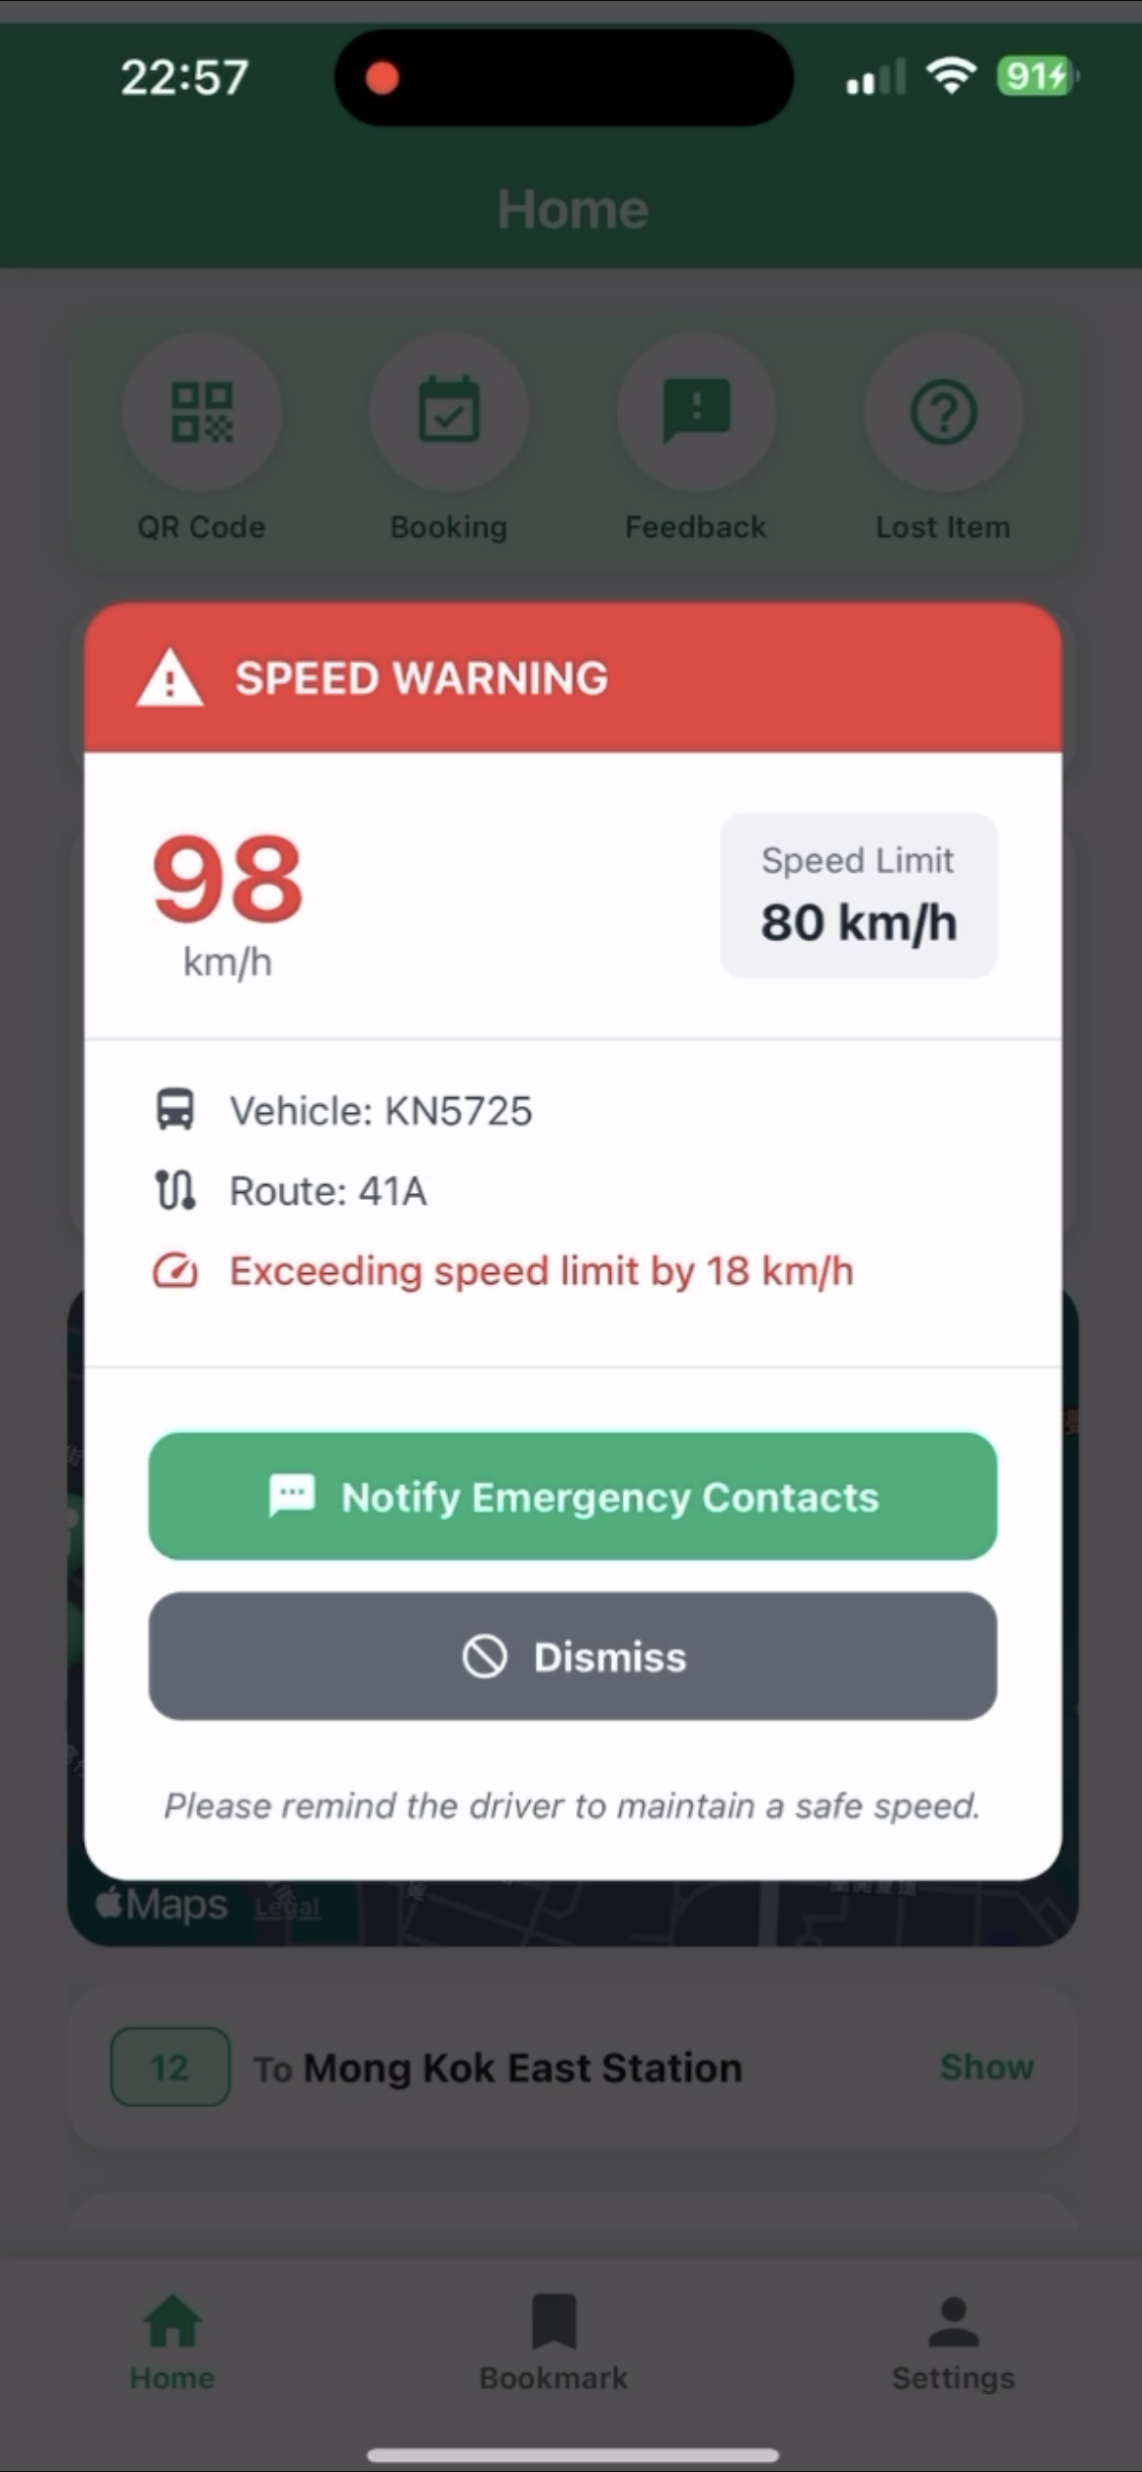 22:57
91
Home
QR Code
Booking
Feedback
Lost Item
SPEED WARNING
98
km/h
Speed Limit
80 km/h
Vehicle: KN5725
Route: 41A
Exceeding speed limit by 18 km/h
Notify Emergency Contacts
Dismiss
Please remind the driver to maintain a safe speed.
Maps
Legal
12 To Mong Kok East Station Show
Home
Bookmark
Settings